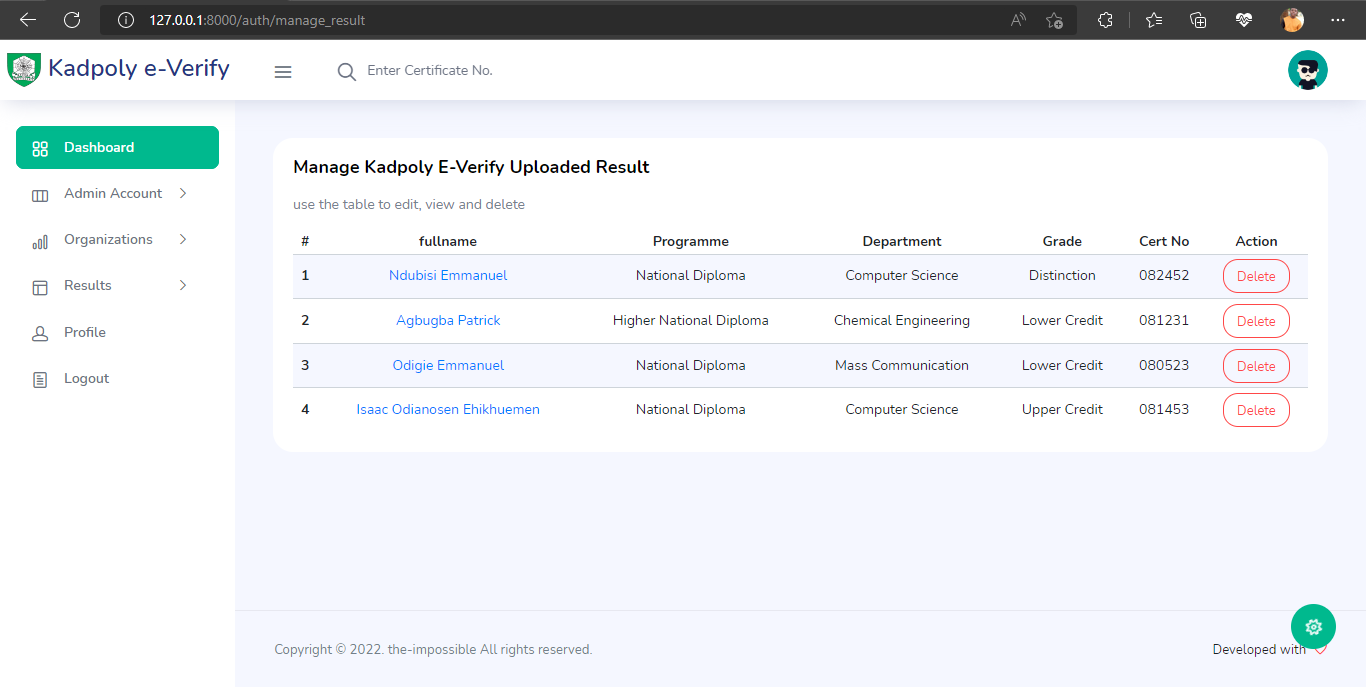 127.0.0.1:8000/auth/manage_result
Kadpoly e-Verify
Enter Certificate No.
Dashboard
Admin Account
Organizations
Results
Profile
Logout
Manage Kadpoly E-Verify Uploaded Result
use the table to edit, view and delete
# fullname Programme Department Grade Cert No Action
1 Ndubisi Emmanuel National Diploma Computer Science Distinction 082452 Delete
2 Agbugba Patrick Higher National Diploma Chemical Engineering Lower Credit 081231 Delete
3 Odigie Emmanuel National Diploma Mass Communication Lower Credit 080523 Delete
4 Isaac Odianosen Ehikhuemen National Diploma Computer Science Upper Credit 081453 Delete
Copyright © 2022. the-impossible All rights reserved.
Developed with